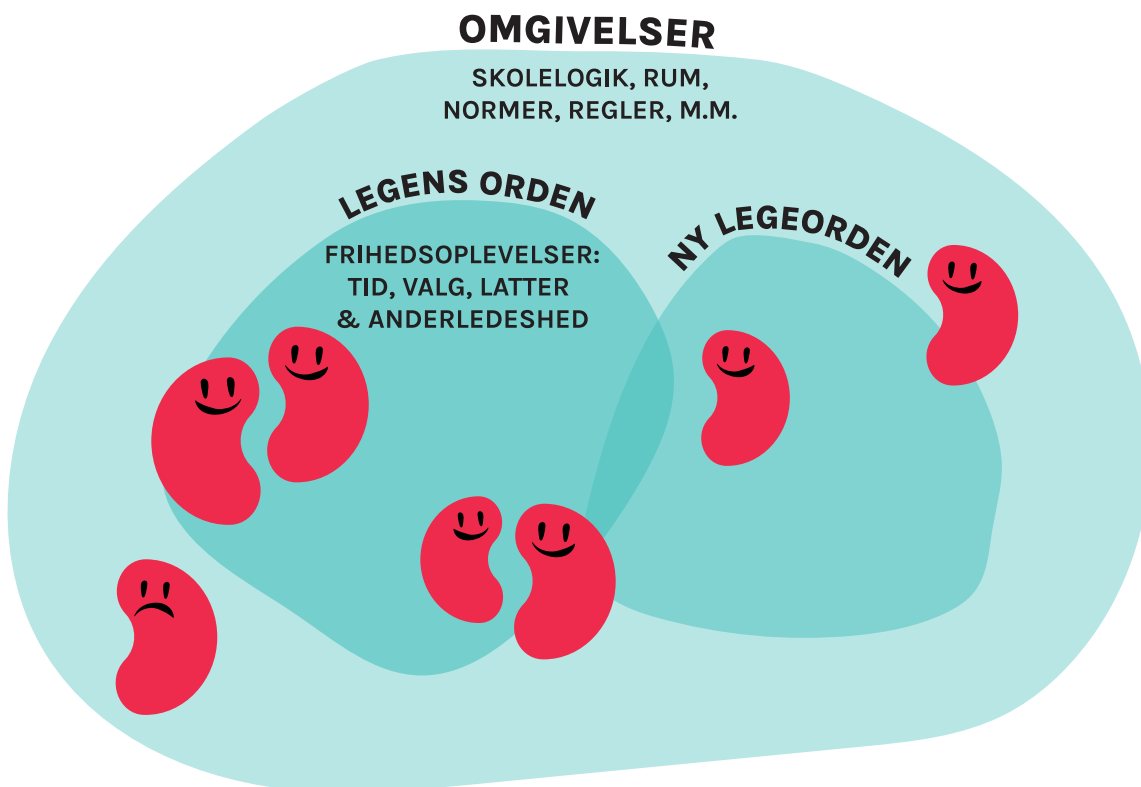 OMGIVELSER
SKOLELOGIK, RUM,
NORMER, REGLER, M.M.
LEGENS ORDEN
FRIHEDSOPLEVELSER:
TID, VALG, LATTER
& ANDERLEDESHED
NY LEGEORDEN